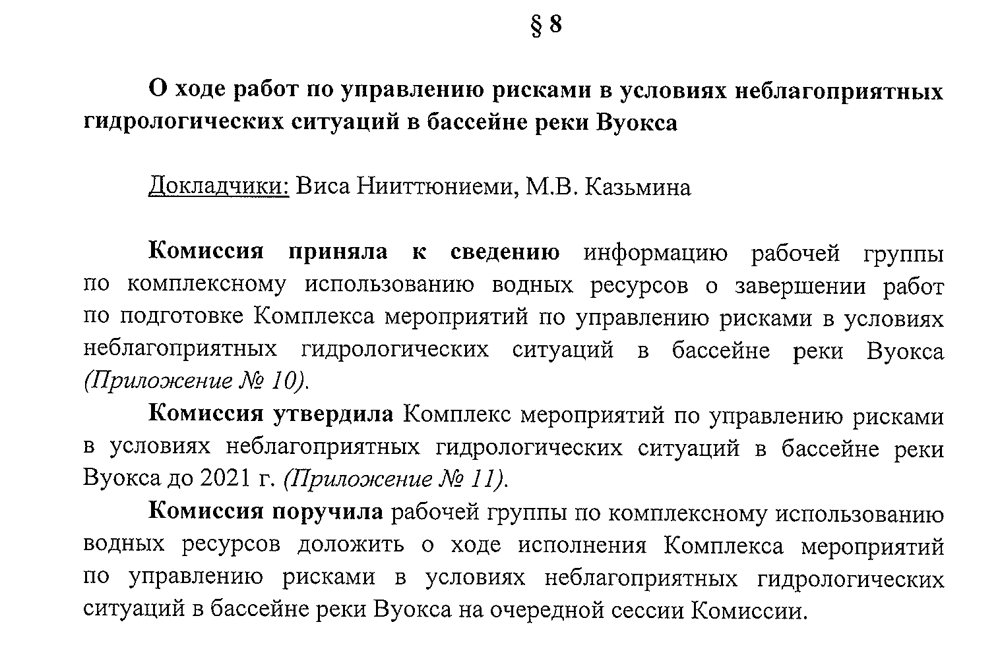 § 8
О ходе работ по управлению рисками в условиях неблагоприятных
гидрологических ситуаций в бассейне реки Вуокса
Докладчики: Виса Нииттюниеми, М.В. Казьмина
Комиссия приняла к сведению информацию рабочей группы
по комплексному использованию водных ресурсов о завершении работ
по подготовке Комплекса мероприятий по управлению рисками в условиях
неблагоприятных гидрологических ситуаций в бассейне реки Вуокса
(Приложение № 10).
Комиссия утвердила Комплекс мероприятий по управлению рисками
в условиях неблагоприятных гидрологических ситуаций в бассейне реки
Вуокса до 2021 г. (Приложение № 11).
Комиссия поручила рабочей группы по комплексному использованию
водных ресурсов доложить о ходе исполнения Комплекса мероприятий
по управлению рисками в условиях неблагоприятных гидрологических
ситуаций в бассейне реки Вуокса на очередной сессии Комиссии.